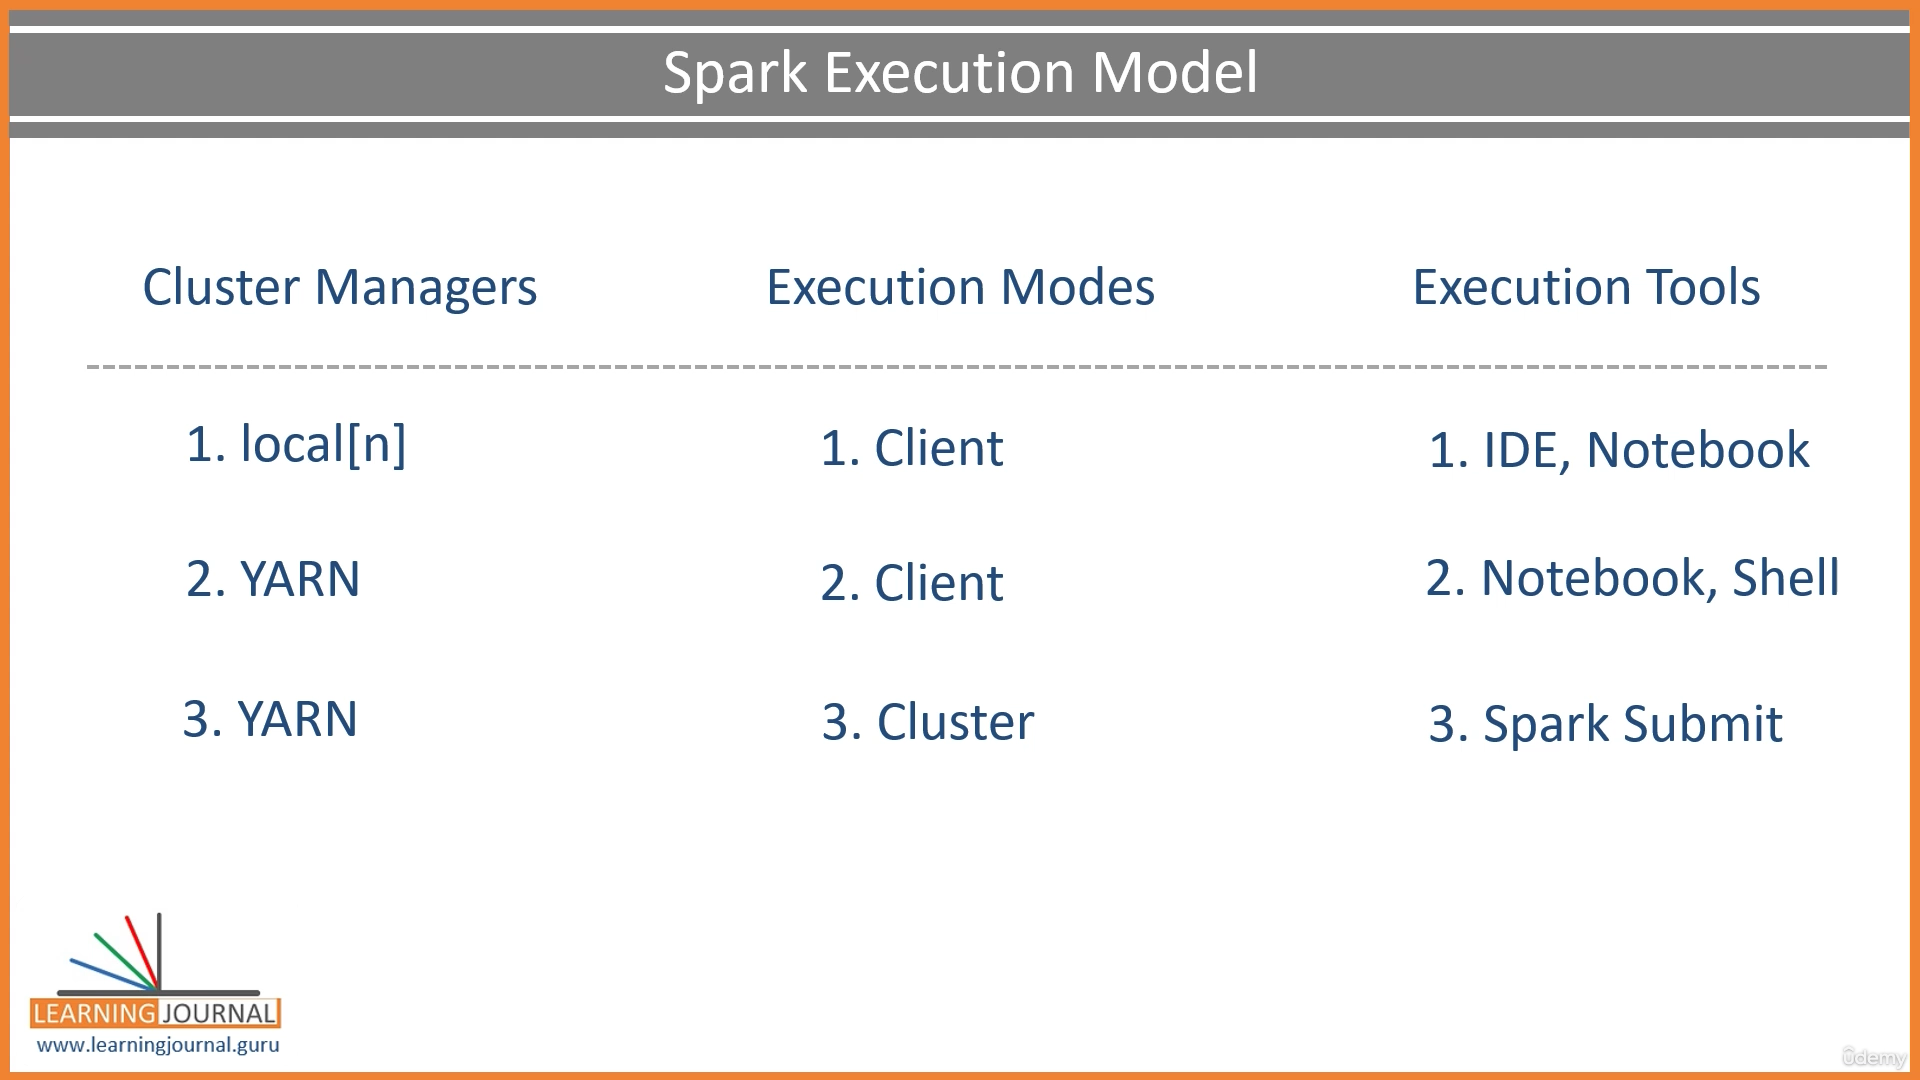 Spark Execution Model
Cluster Managers Execution Modes Execution Tools
1. local[n] 1. Client 1. IDE, Notebook
2. YARN 2. Client 2. Notebook, Shell
3. YARN 3. Cluster 3. Spark Submit
LEARNING JOURNAL
www.learningjournal.guru
ûdemy